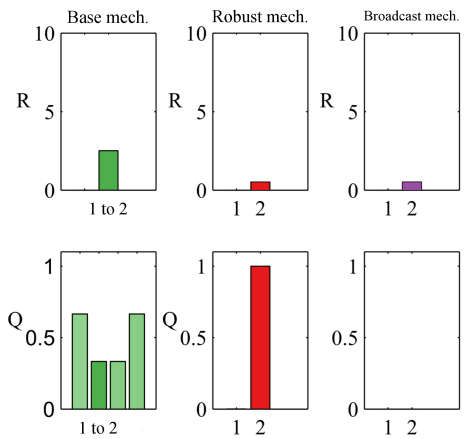 Base mech. Robust mech. Broadcast mech.
10 10 10
R R R
5 5 5
0 0 0
1 to 2 1 2 1 2
1 1 1
Q Q
0.5 0.5 0.5
0 0 0
1 to 2 1 2 1 2